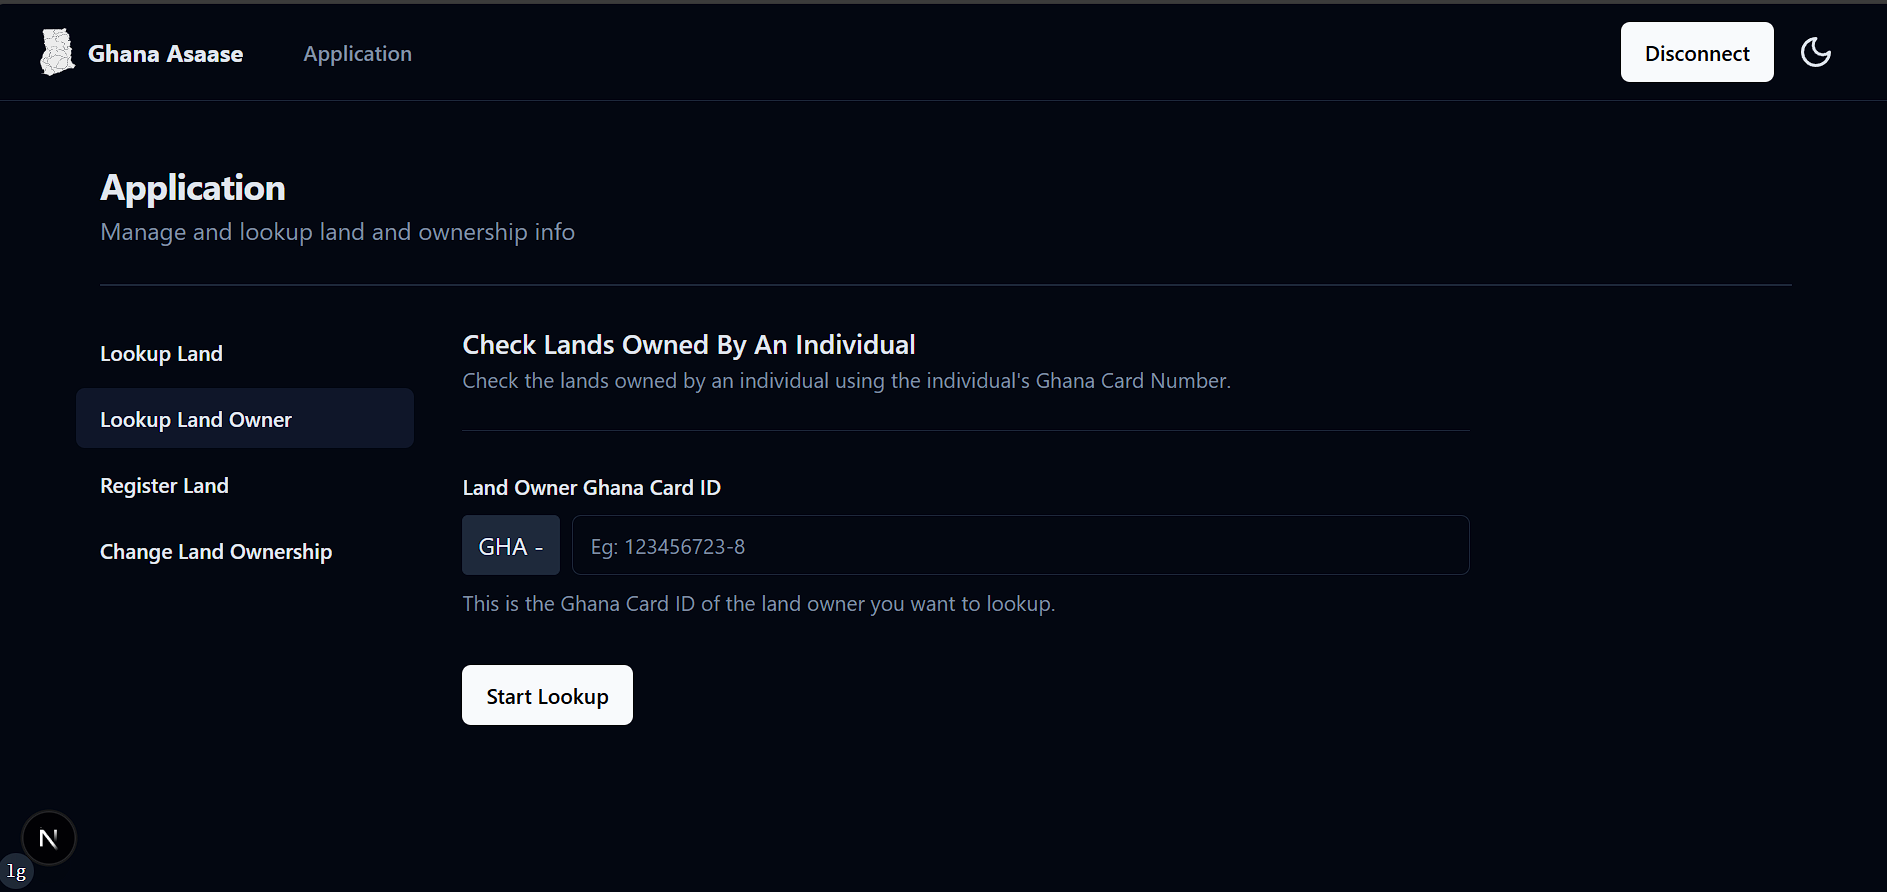 Ghana Asaase
Application
Disconnect
Application
Manage and lookup land and ownership info
Lookup Land
Lookup Land Owner
Register Land
Change Land Ownership
Check Lands Owned By An Individual
Check the lands owned by an individual using the individual's Ghana Card Number.
Land Owner Ghana Card ID
GHA -
Eg: 123456723-8
This is the Ghana Card ID of the land owner you want to lookup.
Start Lookup
N
lg